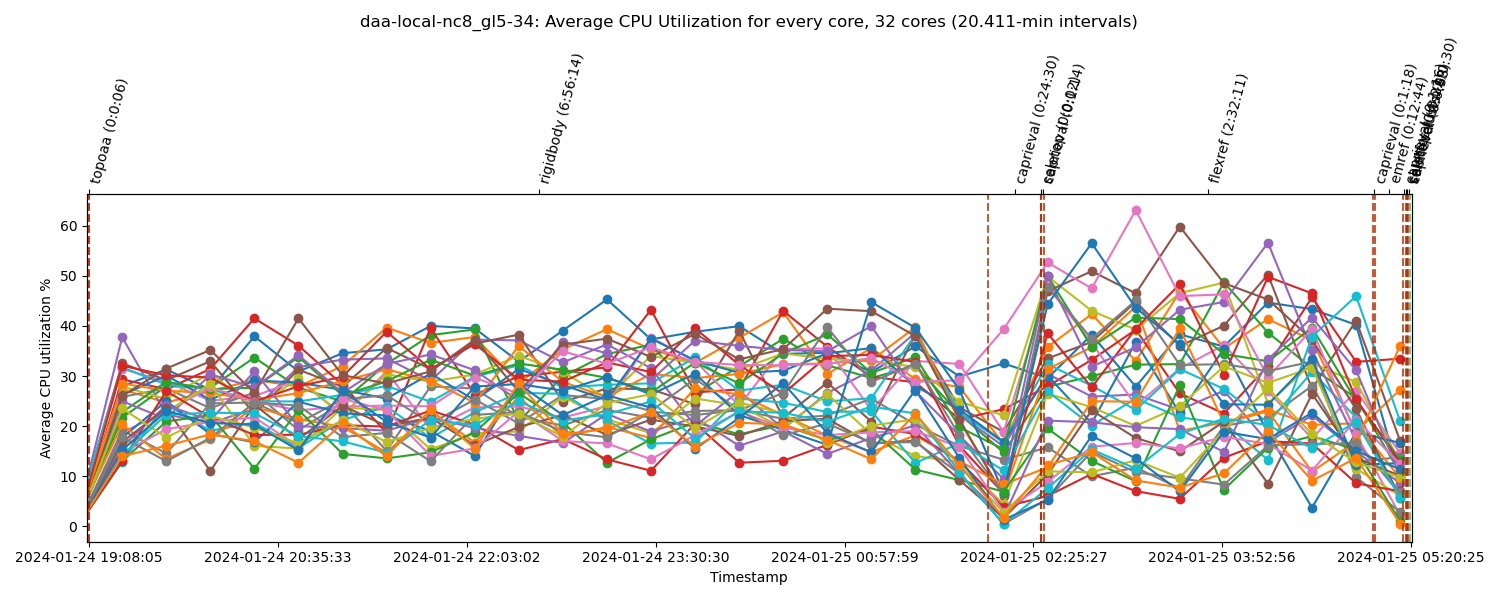 daa-local-nc8_gl5-34: Average CPU Utilization for every core, 32 cores (20.411-min intervals)
topoaa (0:0:06)
rigidbody (6:56:14)
caprieval (0:24:30)
flexref (2:32:11)
caprieval (0:1:18)
emref (0:12:44)
Average CPU utilization %
60
50
40
30
20
10
0
2024-01-24 19:08:05
2024-01-24 20:35:33
2024-01-24 22:03:02
2024-01-24 23:30:30
2024-01-25 00:57:59
2024-01-25 02:25:27
2024-01-25 03:52:56
2024-01-25 05:20:25
Timestamp